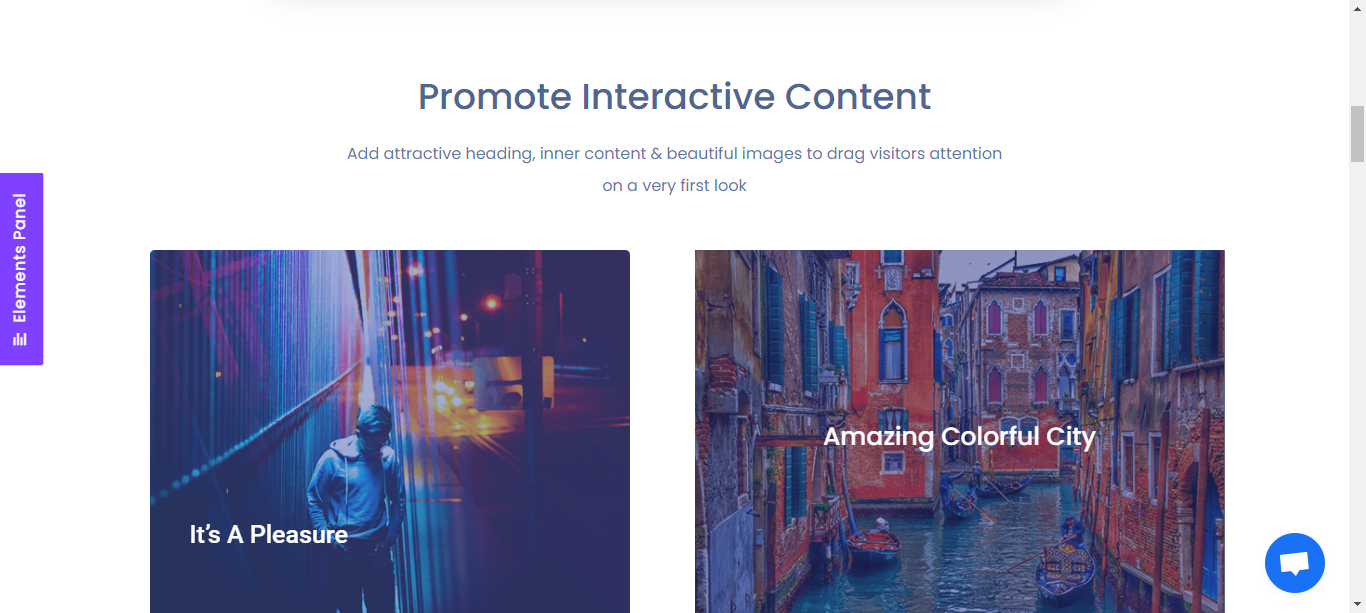 Promote Interactive Content
Add attractive heading, inner content & beautiful images to drag visitors attention
on a very first look
Elements Panel
It’s A Pleasure
Amazing Colorful City